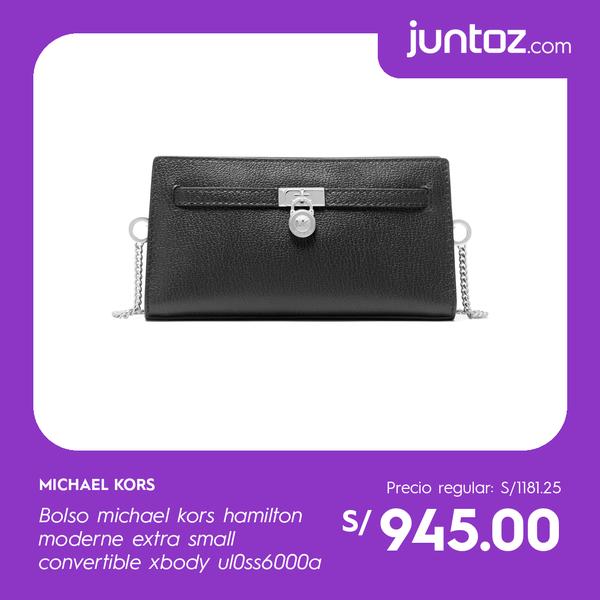 juntoz.com
MICHAEL KORS
Bolso michael kors hamilton
moderne extra small
convertible xbody ul0ss6000a
Precio regular: S/1181.25
S/945.00